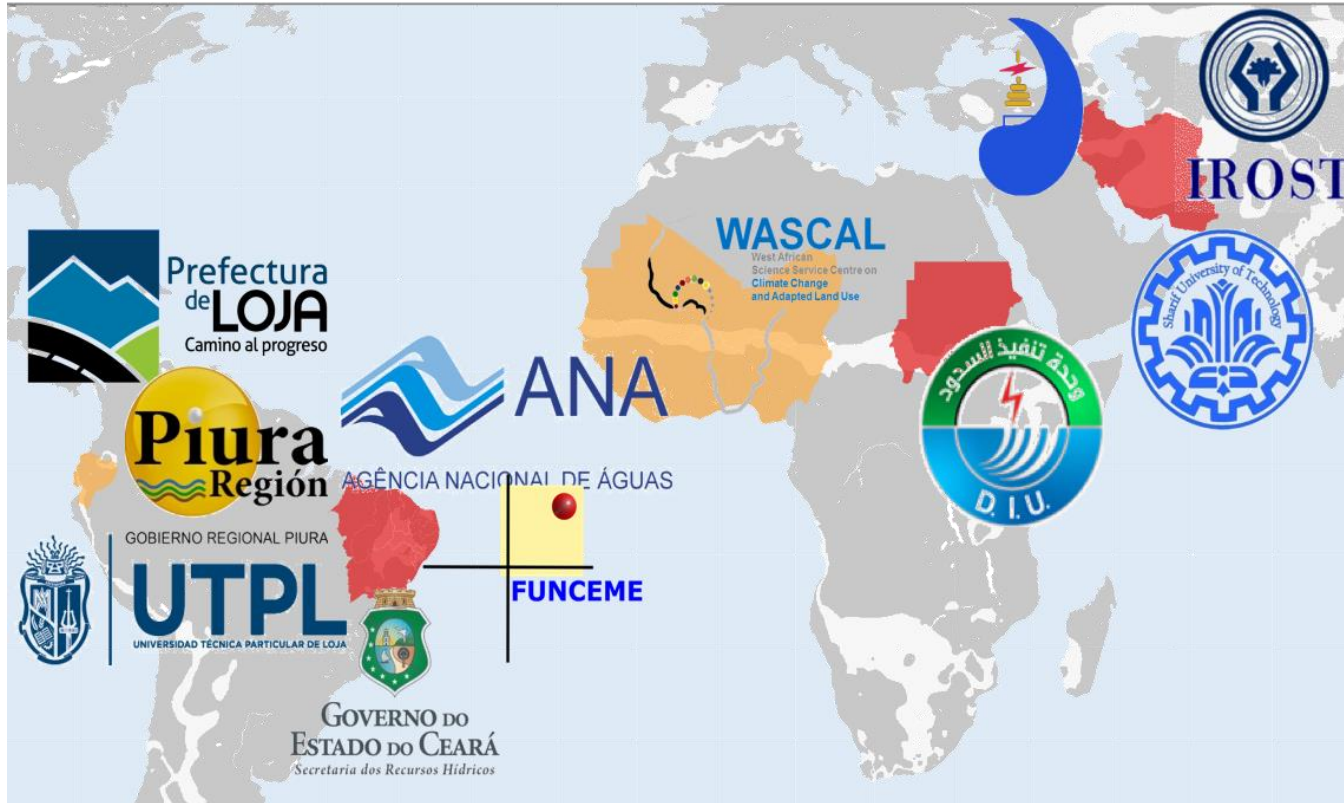 IROST
WASCAL
West African
Science Service Centre on
Climate Change
and Adapted Land Use
Sharif University of Technology
Prefectura
de LOJA
Camino al progreso
وحدة تنفيذ السدود
D. I. U.
ANA
AGÊNCIA NACIONAL DE ÁGUAS
Piura
Región
GOBIERNO REGIONAL PIURA
FUNCEME
UTPL
UNIVERSIDAD TÉCNICA PARTICULAR DE LOJA
GOVERNO DO
ESTADO DO CEARÁ
Secretaria dos Recursos Hídricos